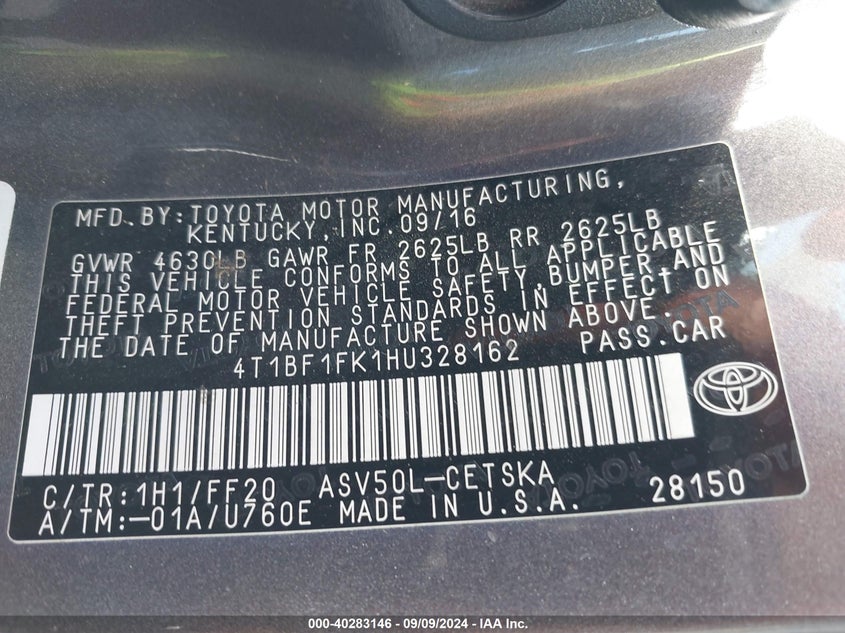 MFD.BY:TOYOTA MOTOR MANUFACTURING,
KENTUCKY, INC.09/16
GVWR 4630LB GAWR FR 2625LB RR 2625LB
THIS VEHICLE CONFORMS TO ALL APPLICABLE
FEDERAL MOTOR VEHICLE SAFETY,BUMPER,AND
THEFT PREVENTION STANDARDS IN EFFECT ON
THE DATE OF MANUFACTURE SHOWN ABOVE.
4T1BF1FK1HU328162 PASS.CAR
C/TR:1H1/FF20 ASV50L-CETSKA
A/TM:-01A/U760E MADE IN U.S.A. 28150
000-40283146 - 09/09/2024 - IAA Inc.